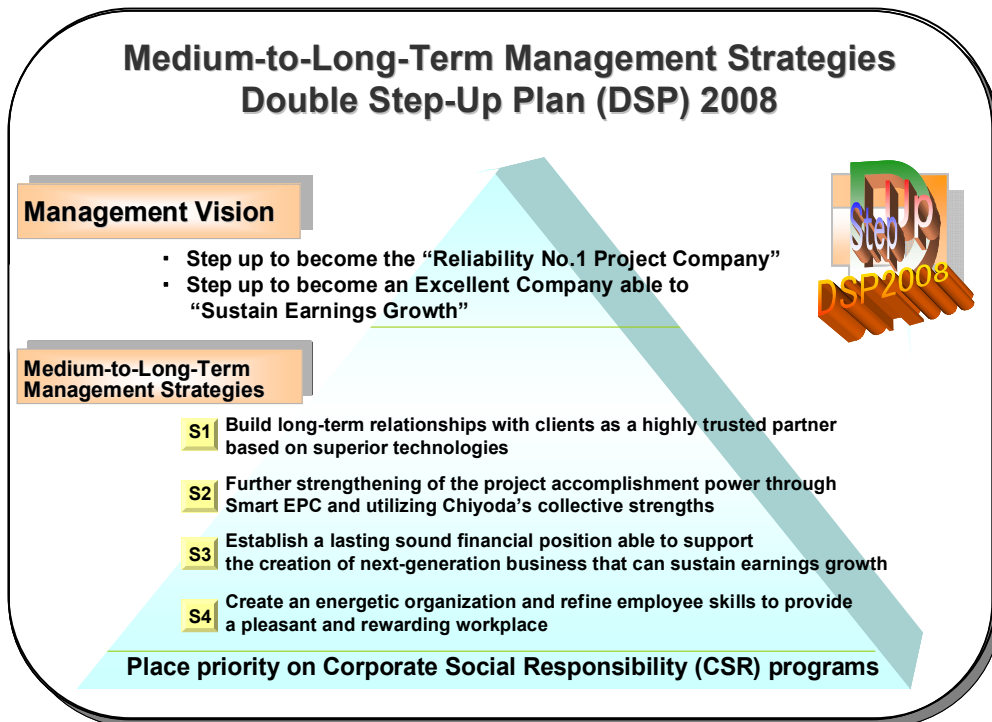 Medium-to-Long-Term Management Strategies
Double Step-Up Plan (DSP) 2008
D
Step Up
DSP2008
Management Vision
· Step up to become the “Reliability No.1 Project Company”
· Step up to become an Excellent Company able to
“Sustain Earnings Growth”
Medium-to-Long-Term
Management Strategies
S1 Build long-term relationships with clients as a highly trusted partner
based on superior technologies
S2 Further strengthening of the project accomplishment power through
Smart EPC and utilizing Chiyoda’s collective strengths
S3 Establish a lasting sound financial position able to support
the creation of next-generation business that can sustain earnings growth
S4 Create an energetic organization and refine employee skills to provide
a pleasant and rewarding workplace
Place priority on Corporate Social Responsibility (CSR) programs